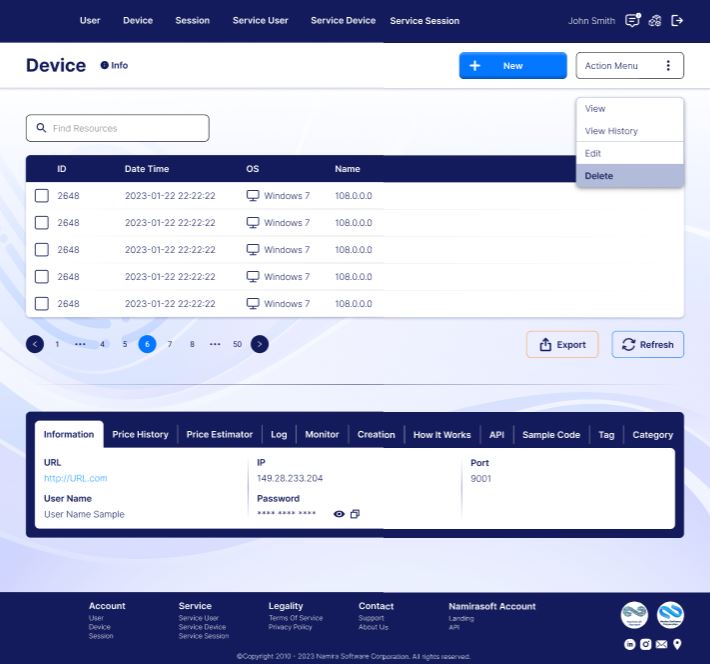 User Device Session Service User Service Device Service Session John Smith
Device Info New Action Menu
View
View History
Edit
Delete
Find Resources
ID Date Time OS Name
2648 2023-01-22 22:22:22 Windows 7 108.0.0.0
2648 2023-01-22 22:22:22 Windows 7 108.0.0.0
2648 2023-01-22 22:22:22 Windows 7 108.0.0.0
2648 2023-01-22 22:22:22 Windows 7 108.0.0.0
2648 2023-01-22 22:22:22 Windows 7 108.0.0.0
< 1 ••• 4 5 6 7 8 ••• 50 > Export Refresh
Information Price History Price Estimator Log Monitor Creation How It Works API Sample Code Tag Category
URL IP Port
http://URL.com 149.28.233.204 9001
User Name Password
User Name Sample **** **** ****
Account Service Legality Contact Namirasoft Account
User Service User Terms Of Service Support Landing
Device Service Device Privacy Policy About Us API
Session Service Session
©Copyright 2010 - 2023 Namira Software Corporation. All rights reserved.